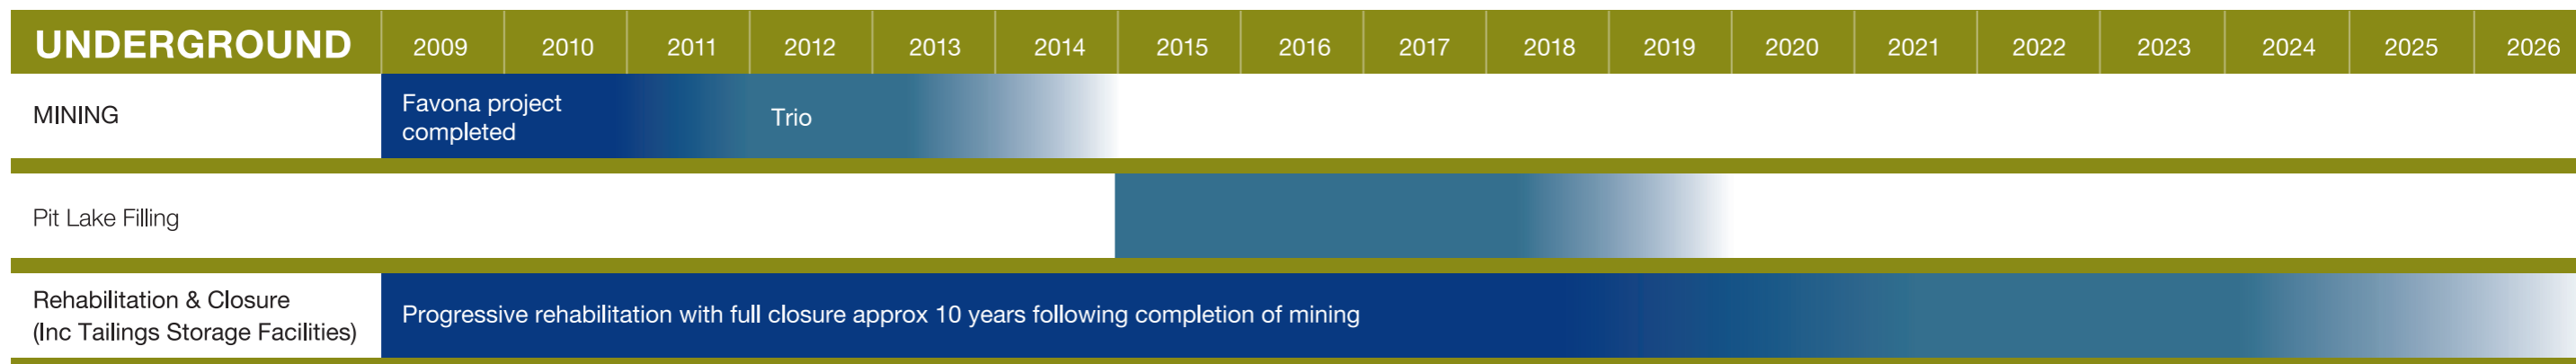 UNDERGROUND 2009 2010 2011 2012 2013 2014 2015 2016 2017 2018 2019 2020 2021 2022 2023 2024 2025 2026
MINING
Favona project
completed
Trio
Pit Lake Filling
Rehabilitation & Closure
(Inc Tailings Storage Facilities)
Progressive rehabilitation with full closure approx 10 years following completion of mining